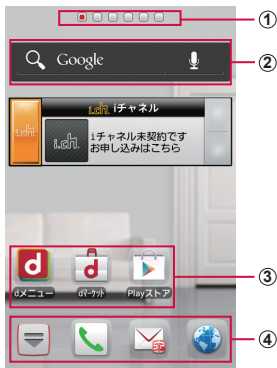 ①
Google
②
i.ch. iチャネル
i.ch.
i.ch.
iチャネル未契約です
お申し込みはこちら
d
d
dメニュー
dマーケット
Playストア
③
④